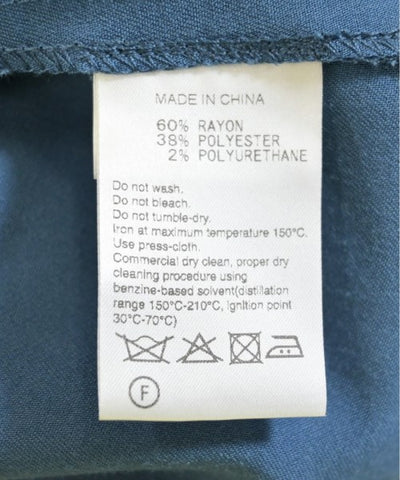 MADE IN CHINA
60% RAYON
38% POLYESTER
2% POLYURETHANE
Do not wash.
Do not bleach.
Do not tumble-dry.
Iron at maximum temperature 150°C.
Use press-cloth.
Commercial dry clean, proper dry
cleaning procedure using
benzine-based solvent(distillation
range 150°C-210°C, Ignition point
30°C-70°C)
F